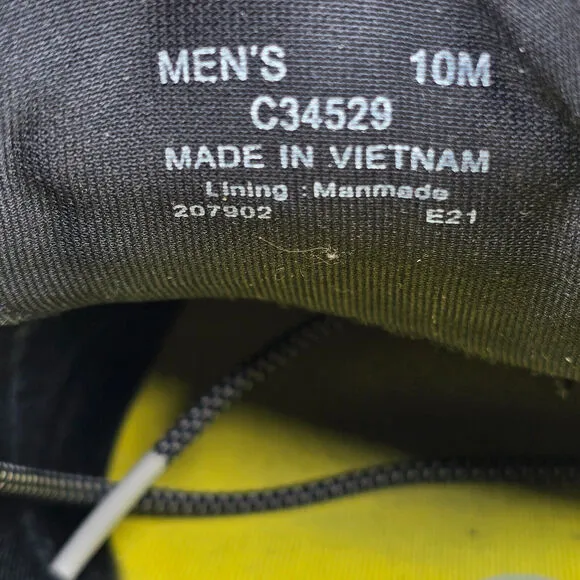 MEN'S 10M
C34529
MADE IN VIETNAM
Lining : Manmade
207902 E21